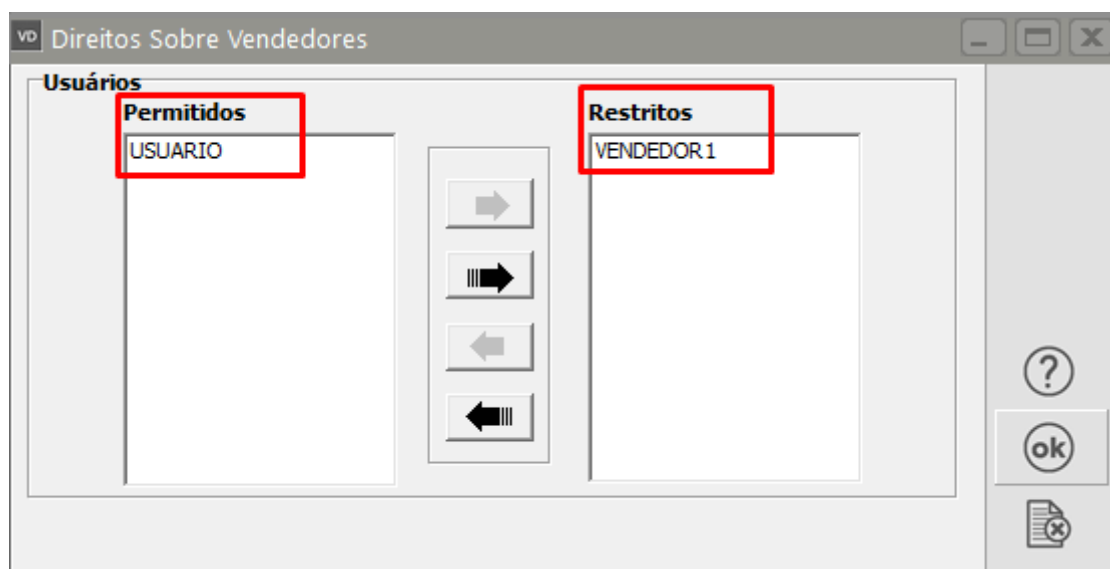 VD Direitos Sobre Vendedores
Usuários
Permitidos
USUARIO
Restritos
VENDEDOR1
?
ok